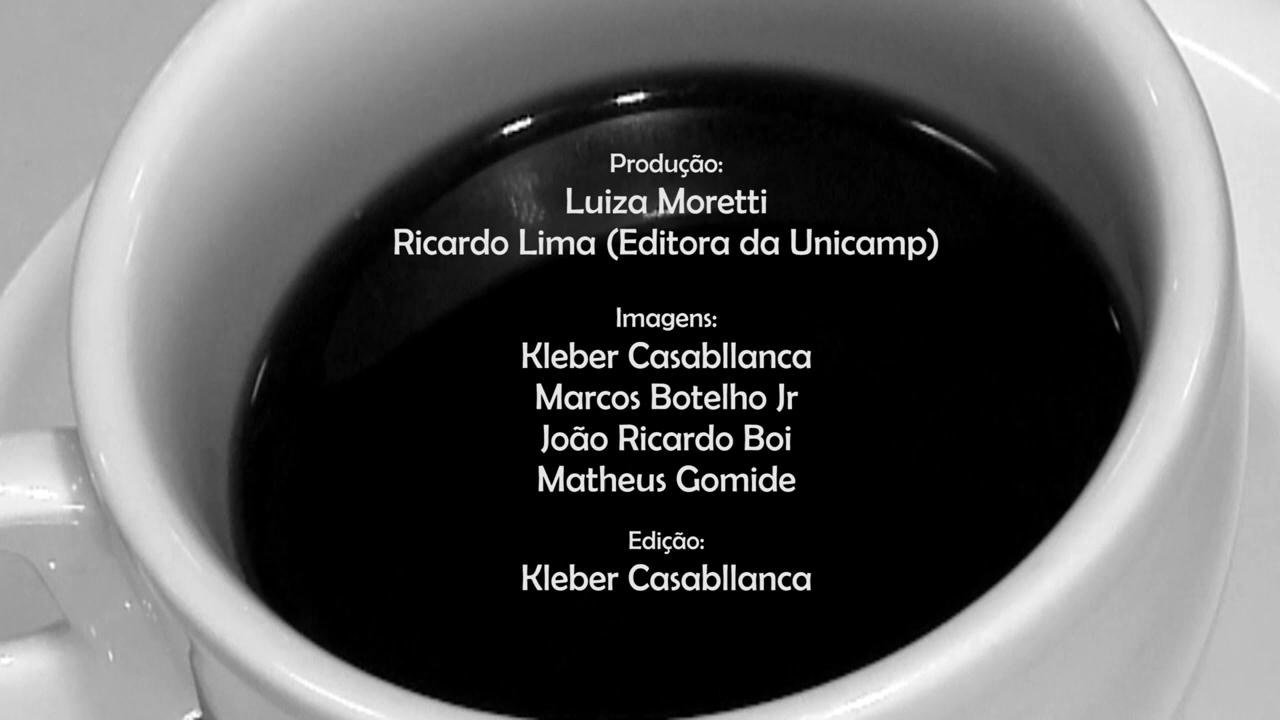 Produção:
Luiza Moretti
Ricardo Lima (Editora da Unicamp)
Imagens:
Kleber Casabllanca
Marcos Botelho Jr
João Ricardo Boi
Matheus Gomide
Edição:
Kleber Casabllanca